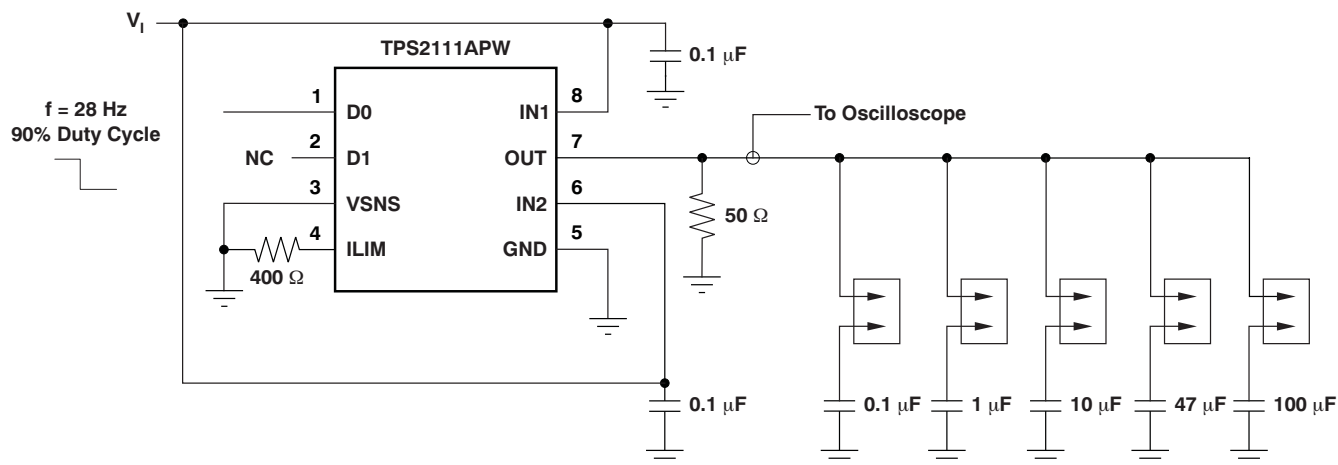 V_I
TPS2111APW
0.1 μF
f = 28 Hz
90% Duty Cycle
1
D0
IN1
8
To Oscilloscope
NC
2
D1
OUT
7
3
VSNS
IN2
6
50 Ω
4
ILIM
GND
5
400 Ω
0.1 μF
0.1 μF
1 μF
10 μF
47 μF
100 μF